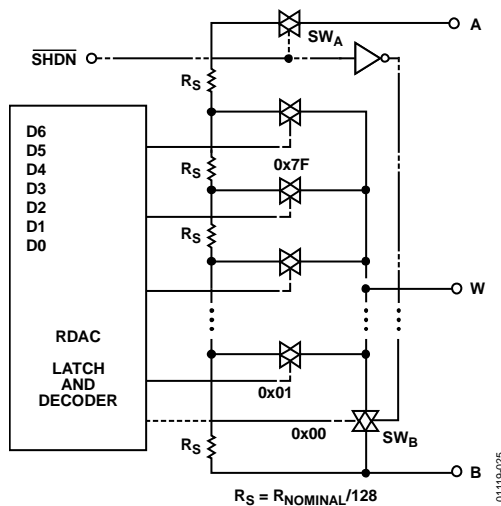 A
SW_A
SHDN
R_S
D6
D5
D4
D3
D2
D1
D0
R_S
0x7F
R_S
W
RDAC
LATCH
AND
DECODER
0x01
0x00
SW_B
R_S
B
R_S = R_NOMINAL/128
01119-025